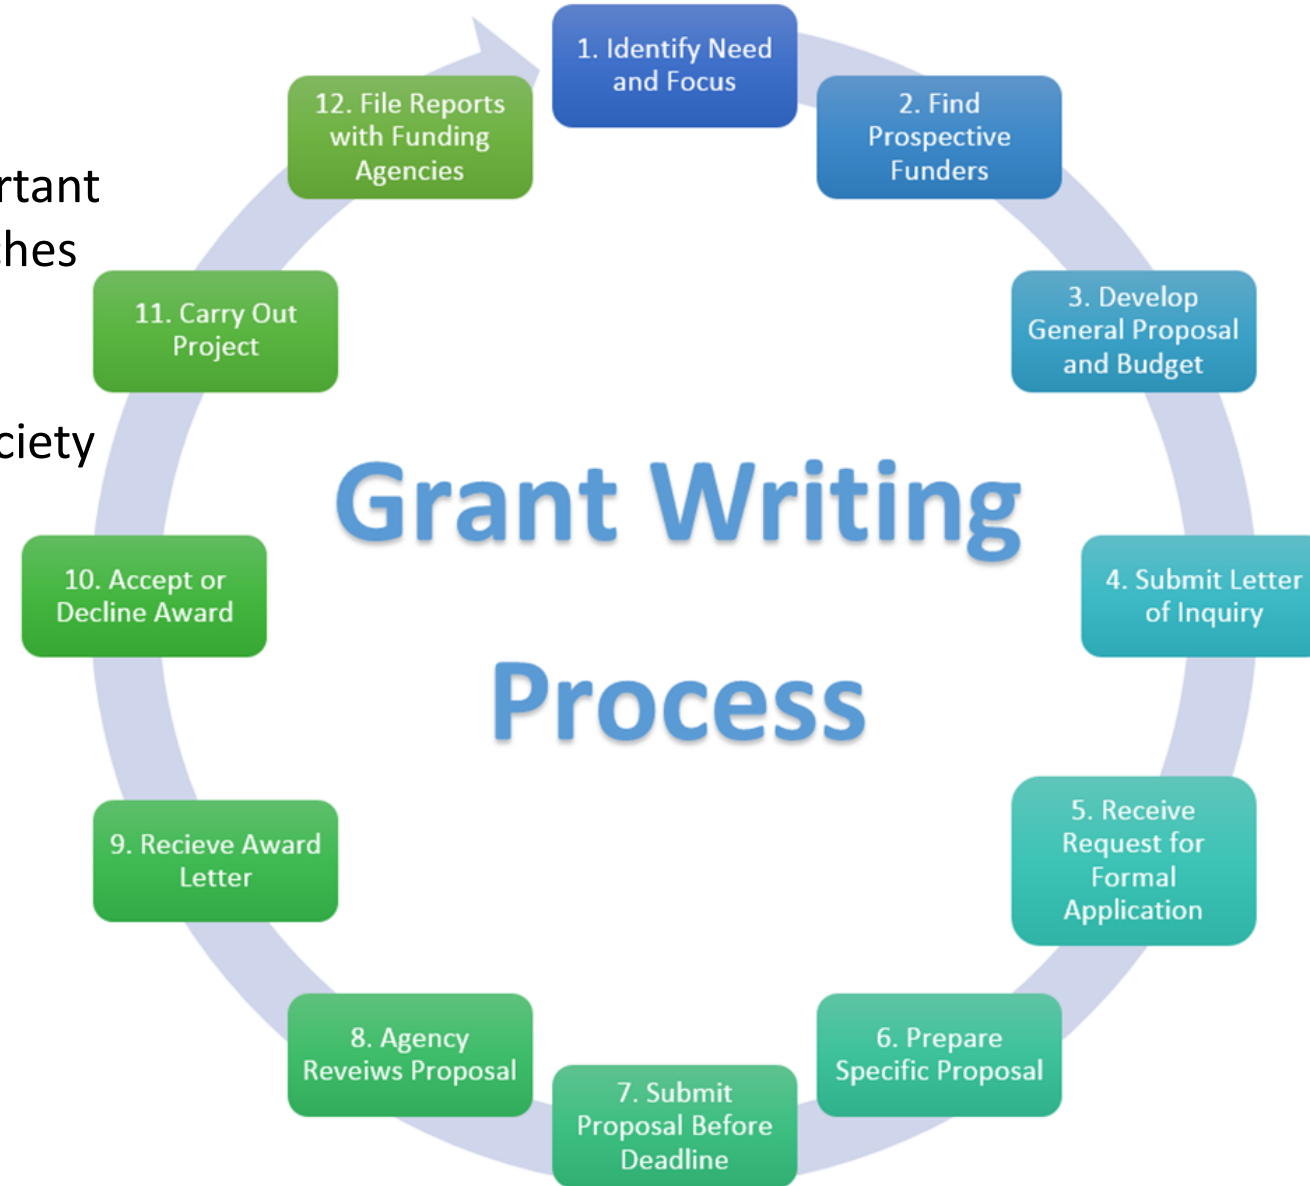 rtant
ches
ciety
Grant Writing
Process
1. Identify Need
and Focus
2. Find
Prospective
Funders
3. Develop
General Proposal
and Budget
4. Submit Letter
of Inquiry
5. Receive
Request for
Formal
Application
6. Prepare
Specific Proposal
7. Submit
Proposal Before
Deadline
8. Agency
Reveiws Proposal
9. Recieve Award
Letter
10. Accept or
Decline Award
11. Carry Out
Project
12. File Reports
with Funding
Agencies